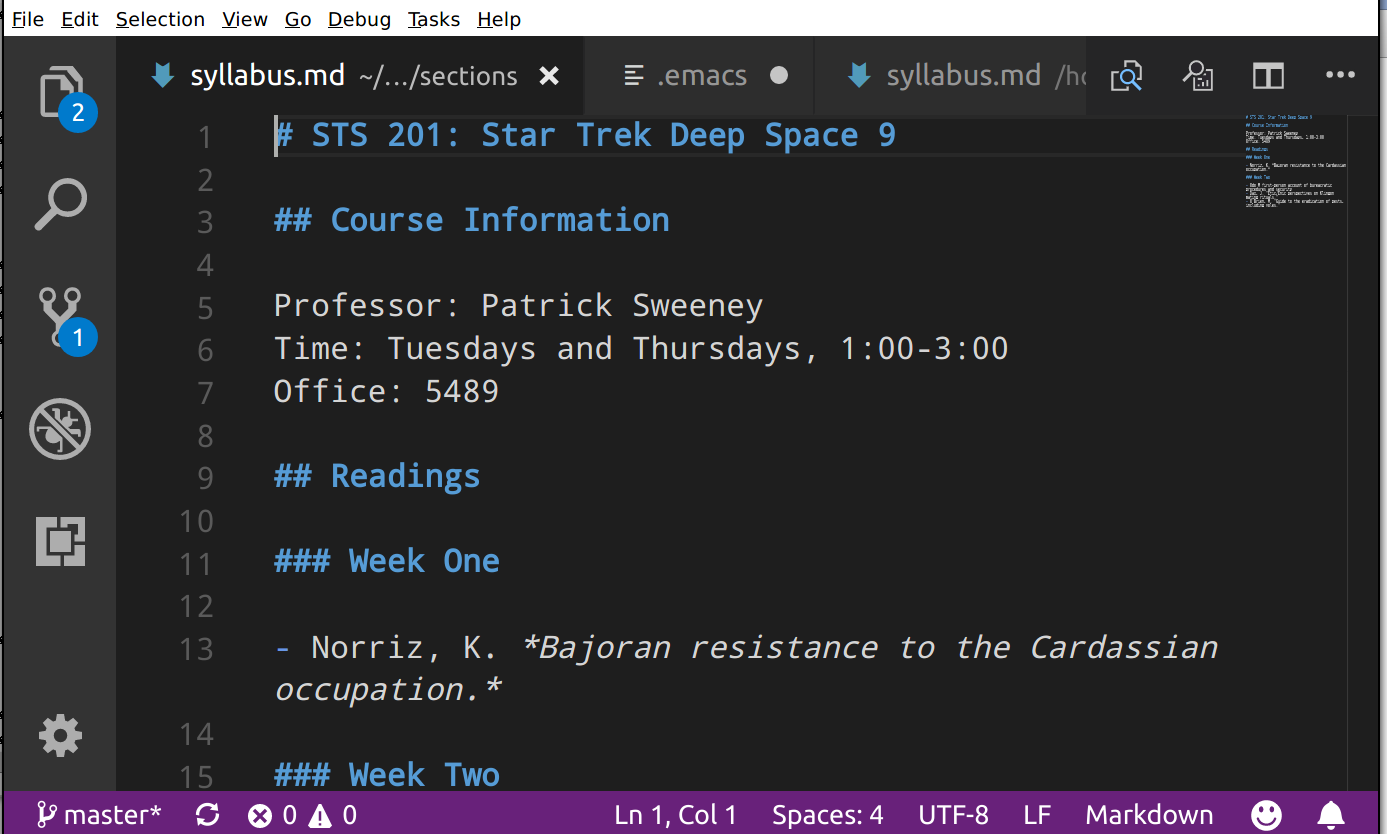 File Edit Selection View Go Debug Tasks Help
syllabus.md ~/.../sections .emacs syllabus.md
2
1
1 # STS 201: Star Trek Deep Space 9
2
3 ## Course Information
4
5 Professor: Patrick Sweeney
6 Time: Tuesdays and Thursdays, 1:00-3:00
7 Office: 5489
8
9 ## Readings
10
11 ### Week One
12
13 - Norriz, K. *Bajoran resistance to the Cardassian
occupation.*
14
15 ### Week Two
master* 0 0 Ln 1, Col 1 Spaces: 4 UTF-8 LF Markdown